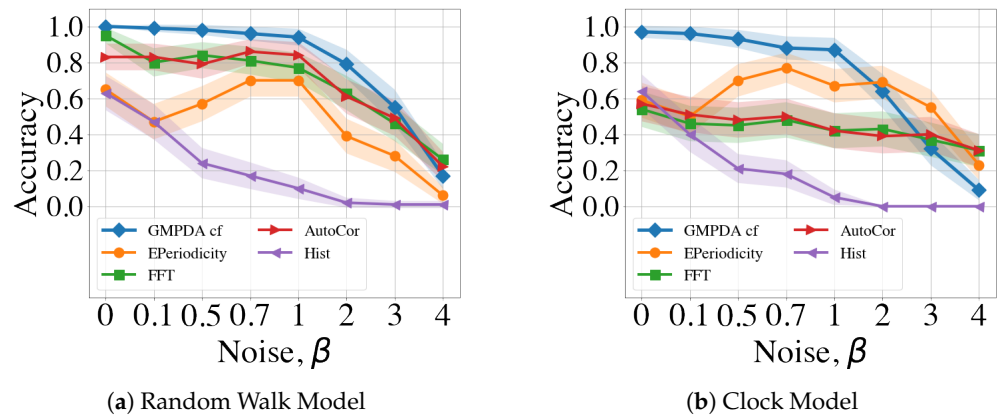 1.0
0.8
0.6
0.4
0.2
0.0
Accuracy
GMPDA cf
EPeriodicity
FFT
AutoCor
Hist
0 0.1 0.5 0.7 1 2 3 4
Noise, β
(a) Random Walk Model
1.0
0.8
0.6
0.4
0.2
0.0
Accuracy
GMPDA cf
EPeriodicity
FFT
AutoCor
Hist
0 0.1 0.5 0.7 1 2 3 4
Noise, β
(b) Clock Model